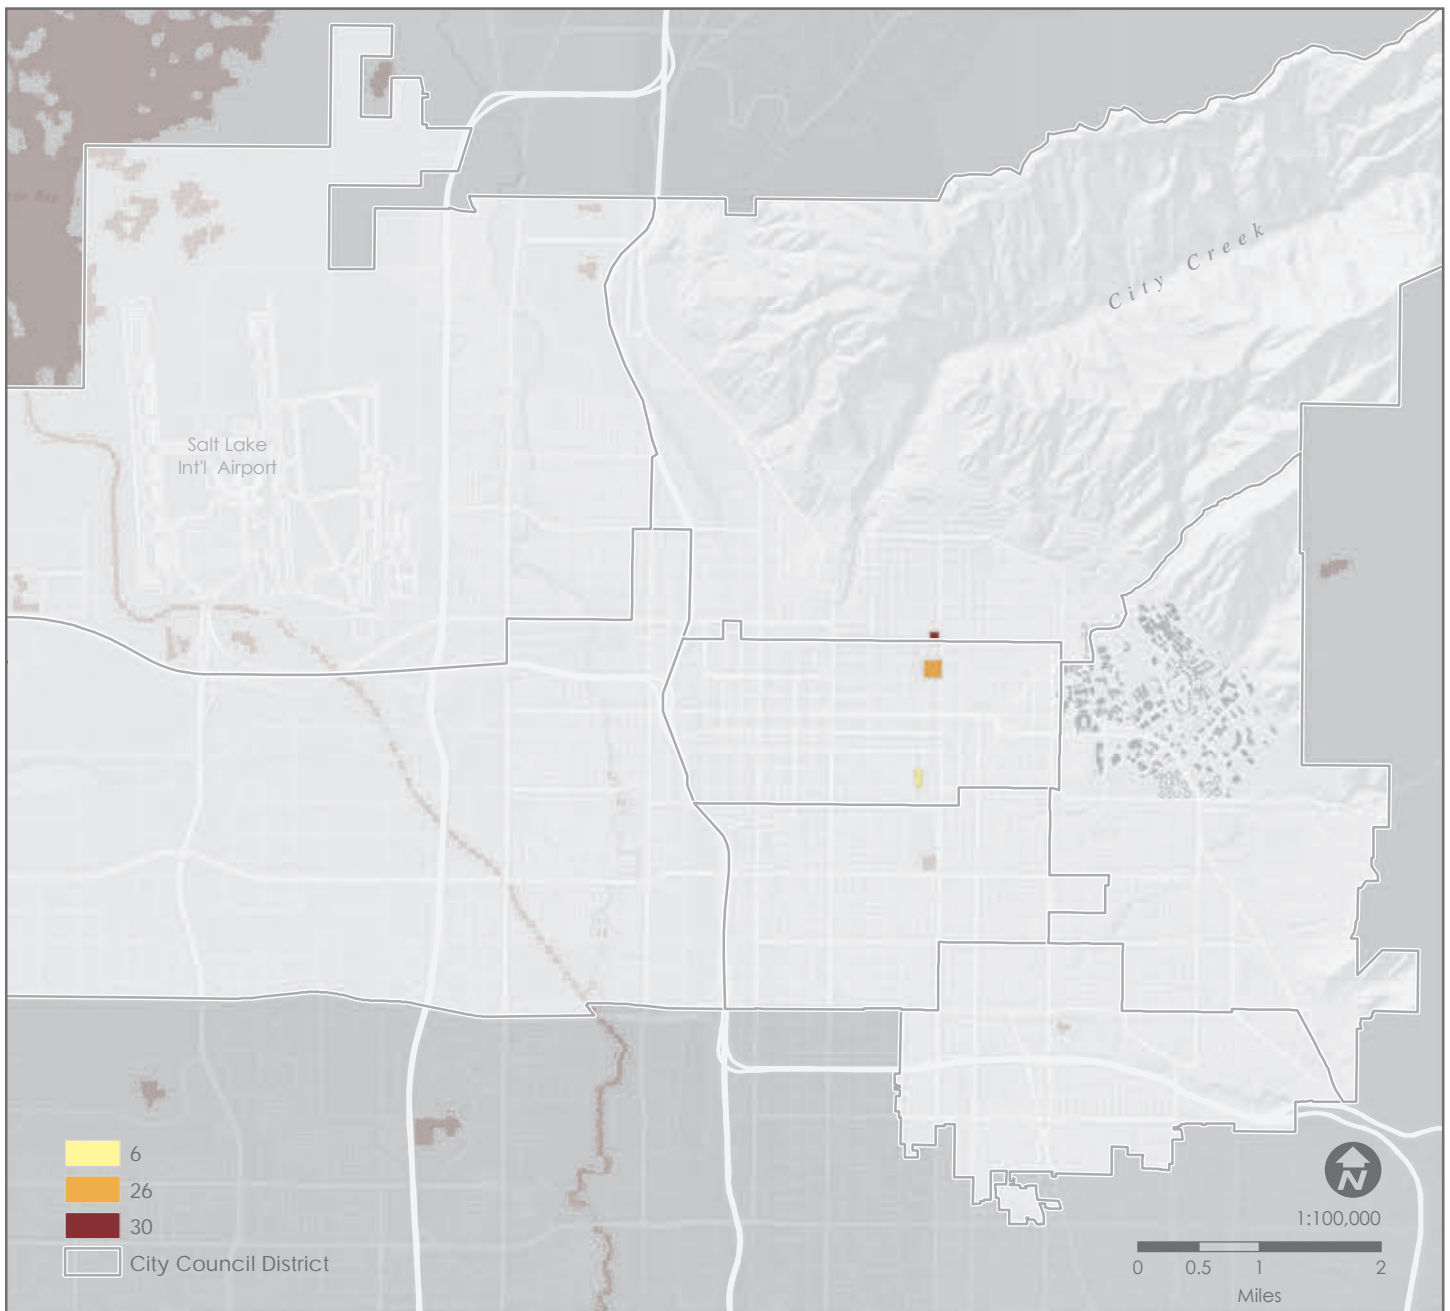 City Creek
Salt Lake
Int'l Airport
6
26
30
City Council District
N
1:100,000
0 0.5 1 2
Miles